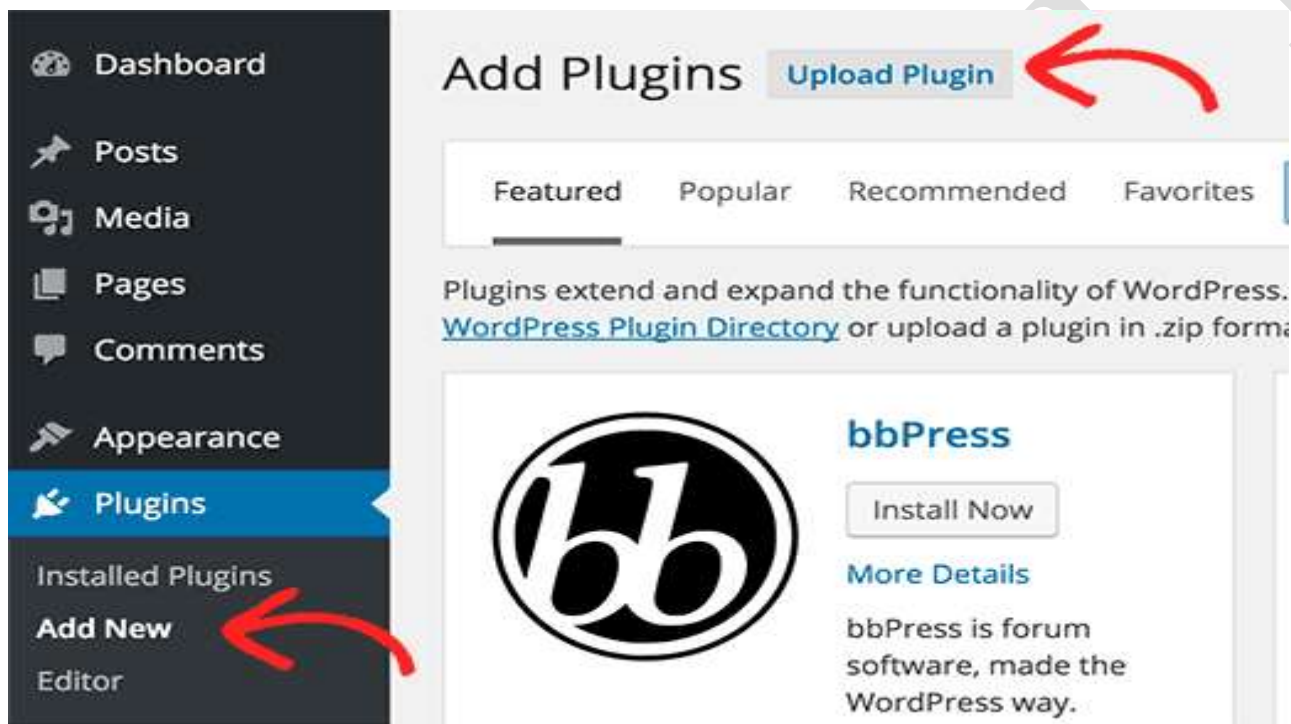 Dashboard
Posts
Media
Pages
Comments
Appearance
Plugins
Installed Plugins
Add New
Editor
Add Plugins Upload Plugin
Featured Popular Recommended Favorites
Plugins extend and expand the functionality of WordPress.
WordPress Plugin Directory or upload a plugin in .zip forma
bb
bbPress
Install Now
More Details
bbPress is forum
software, made the
WordPress way.